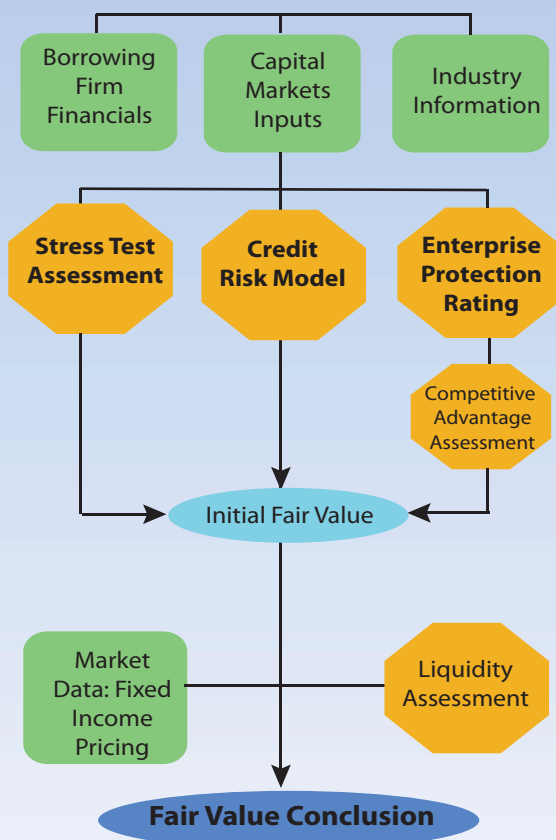 Borrowing
Firm
Financials
Capital
Markets
Inputs
Industry
Information
Stress Test
Assessment
Credit
Risk Model
Enterprise
Protection
Rating
Competitive
Advantage
Assessment
Initial Fair Value
Market
Data: Fixed
Income
Pricing
Liquidity
Assessment
Fair Value Conclusion